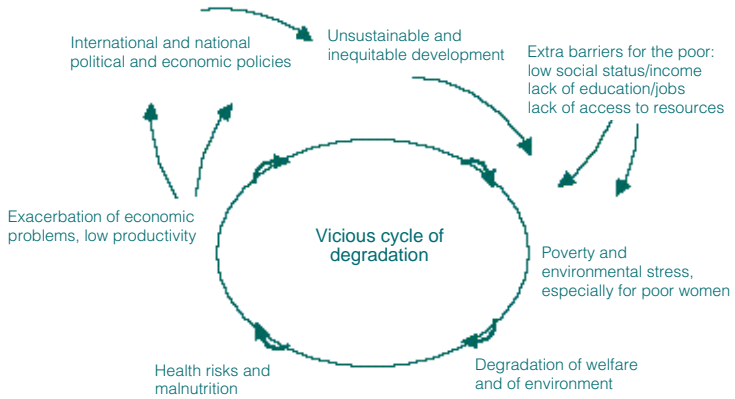 International and national
political and economic policies
Unsustainable and
inequitable development
Extra barriers for the poor:
low social status/income
lack of education/jobs
lack of access to resources
Exacerbation of economic
problems, low productivity
Vicious cycle of
degradation
Poverty and
environmental stress,
especially for poor women
Health risks and
malnutrition
Degradation of welfare
and of environment